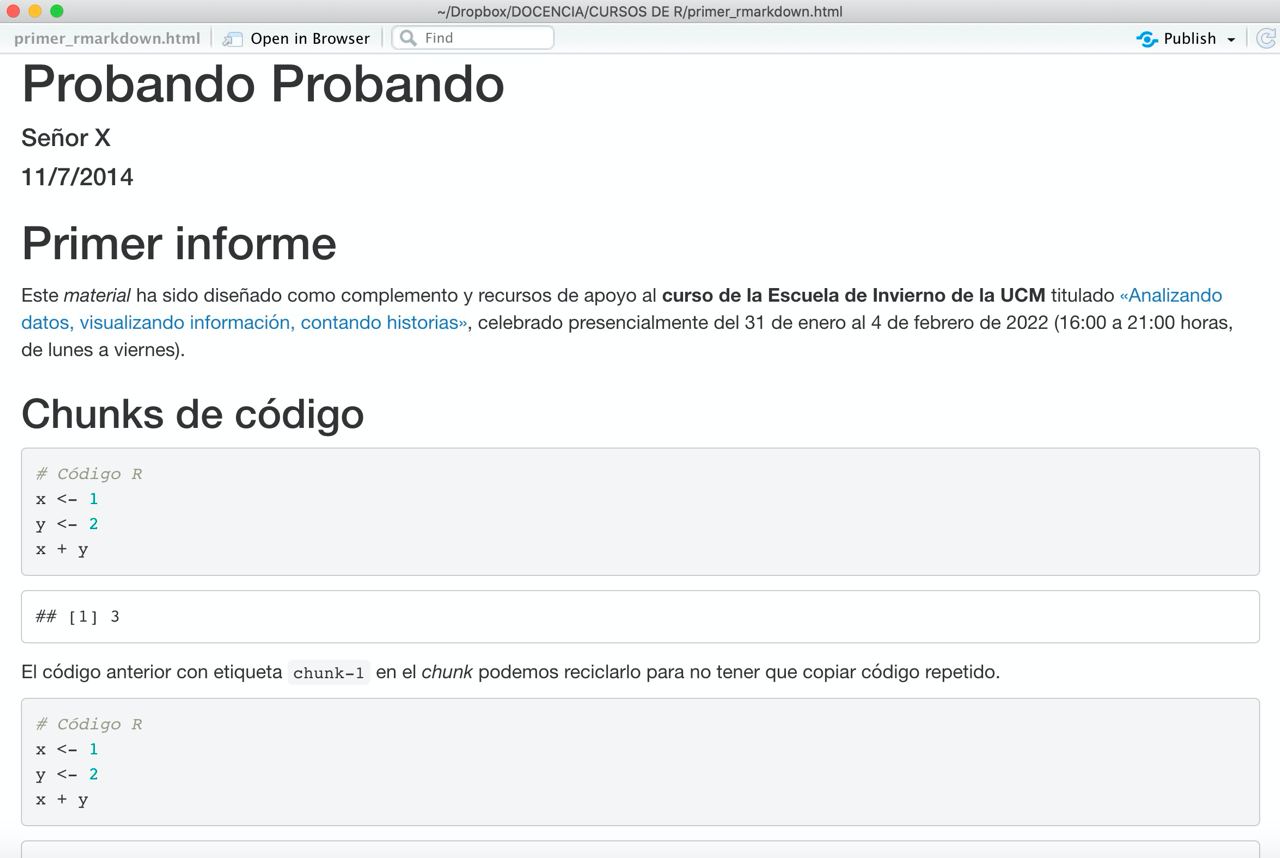 ~/Dropbox/DOCENCIA/CURSOS DE R/primer_rmarkdown.html
primer_rmarkdown.html Open in Browser Find Publish
Probando Probando
Señor X
11/7/2014
Primer informe
Este material ha sido diseñado como complemento y recursos de apoyo al curso de la Escuela de Invierno de la UCM titulado «Analizando
datos, visualizando información, contando historias», celebrado presencialmente del 31 de enero al 4 de febrero de 2022 (16:00 a 21:00 horas,
de lunes a viernes).
Chunks de código
# Código R
x <- 1
y <- 2
x + y
## [1] 3
El código anterior con etiqueta chunk-1 en el chunk podemos reciclarlo para no tener que copiar código repetido.
# Código R
x <- 1
y <- 2
x + y